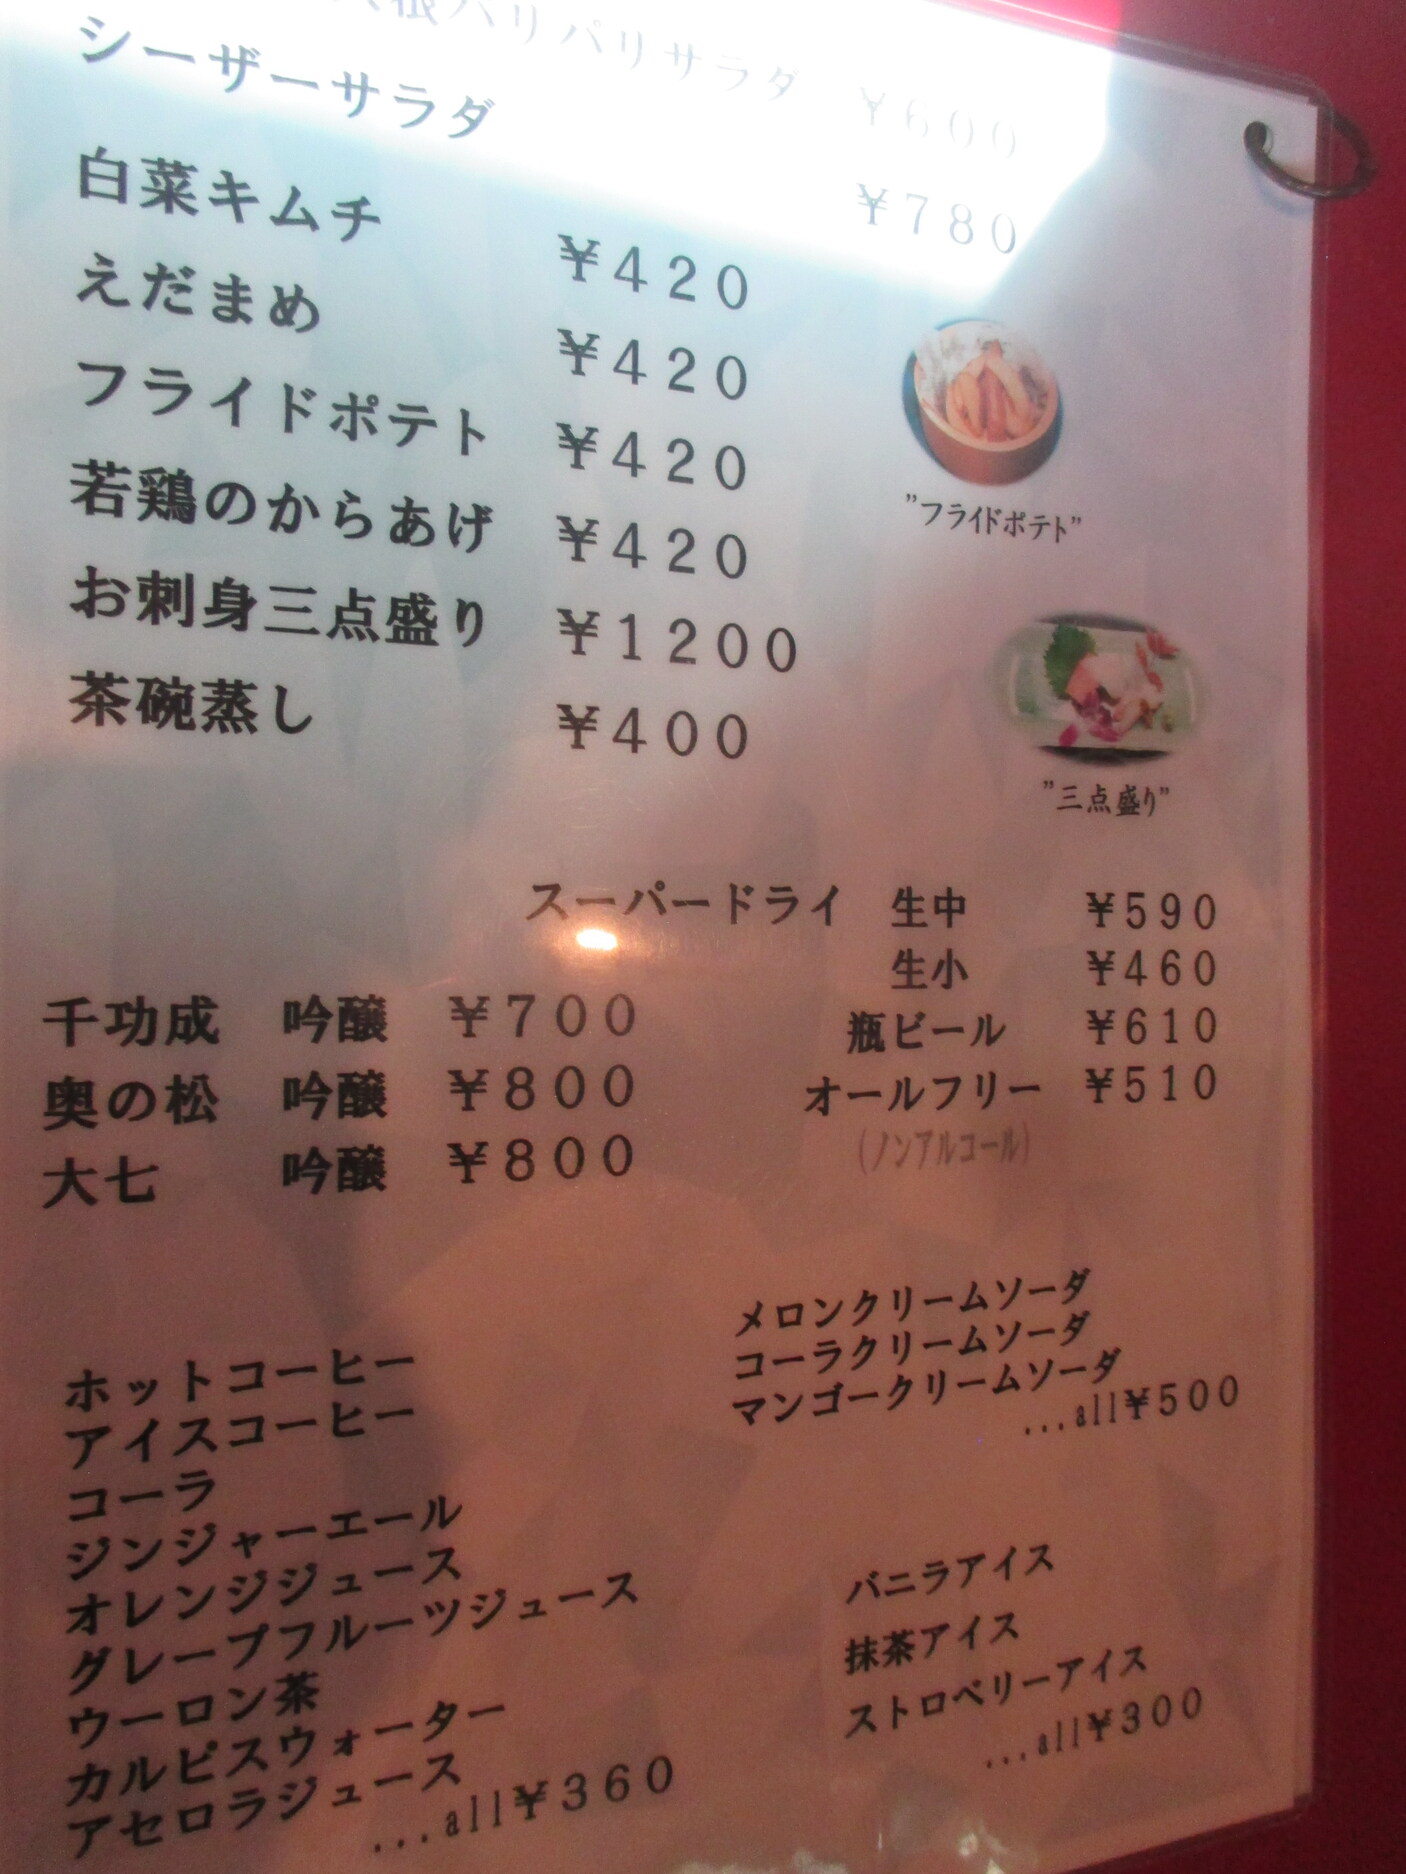 根パリパリサラダ ¥600
シーザーサラダ ¥780
白菜キムチ ¥420
えだまめ ¥420
フライドポテト ¥420
若鶏のからあげ ¥420
お刺身三点盛り ¥1200
茶碗蒸し ¥400
”フライドポテト”
”三点盛り”
スーパードライ 生中 ¥590
生小 ¥460
瓶ビール ¥610
オールフリー ¥510
(ノンアルコール)
千功成 吟醸 ¥700
奥の松 吟醸 ¥800
大七 吟醸 ¥800
メロンクリームソーダ
コーラクリームソーダ
マンゴークリームソーダ
...all¥500
ホットコーヒー
アイスコーヒー
コーラ
ジンジャーエール
オレンジジュース
グレープフルーツジュース
ウーロン茶
カルピスウォーター
アセロラジュース
...all¥360
バニラアイス
抹茶アイス
ストロベリーアイス
...all¥300